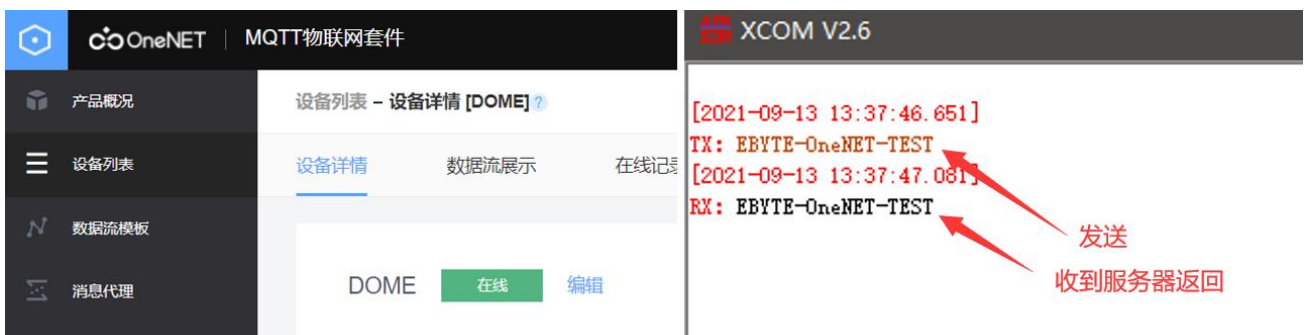 OneNET | MQTT物联网套件
产品概况
设备列表
数据流模板
消息代理
设备列表 – 设备详情 [DOME] ?
设备详情 数据流展示 在线记录
DOME 在线 编辑
ATK XCOM XCOM V2.6
[2021-09-13 13:37:46.651]
TX: EBYTE-OneNET-TEST
[2021-09-13 13:37:47.081]
RX: EBYTE-OneNET-TEST
发送
收到服务器返回